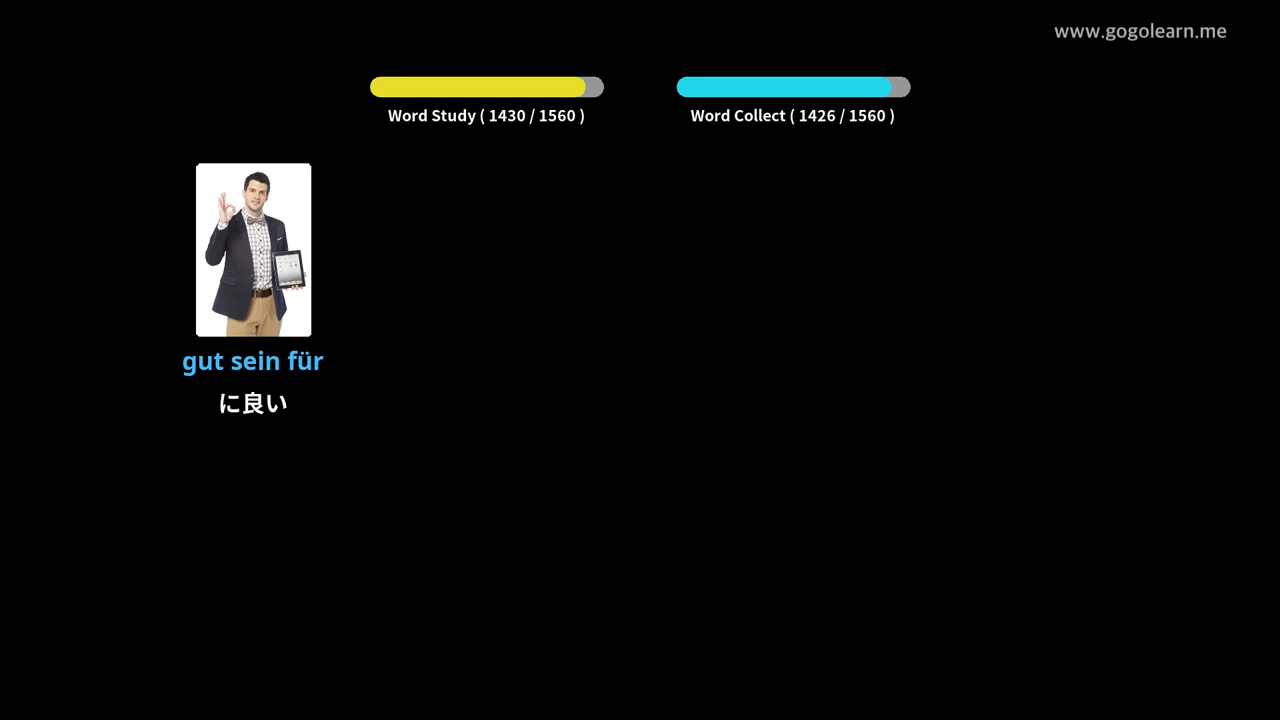 www.gogolearn.me
Word Study ( 1430 / 1560 )
Word Collect ( 1426 / 1560 )
gut sein für
に良い